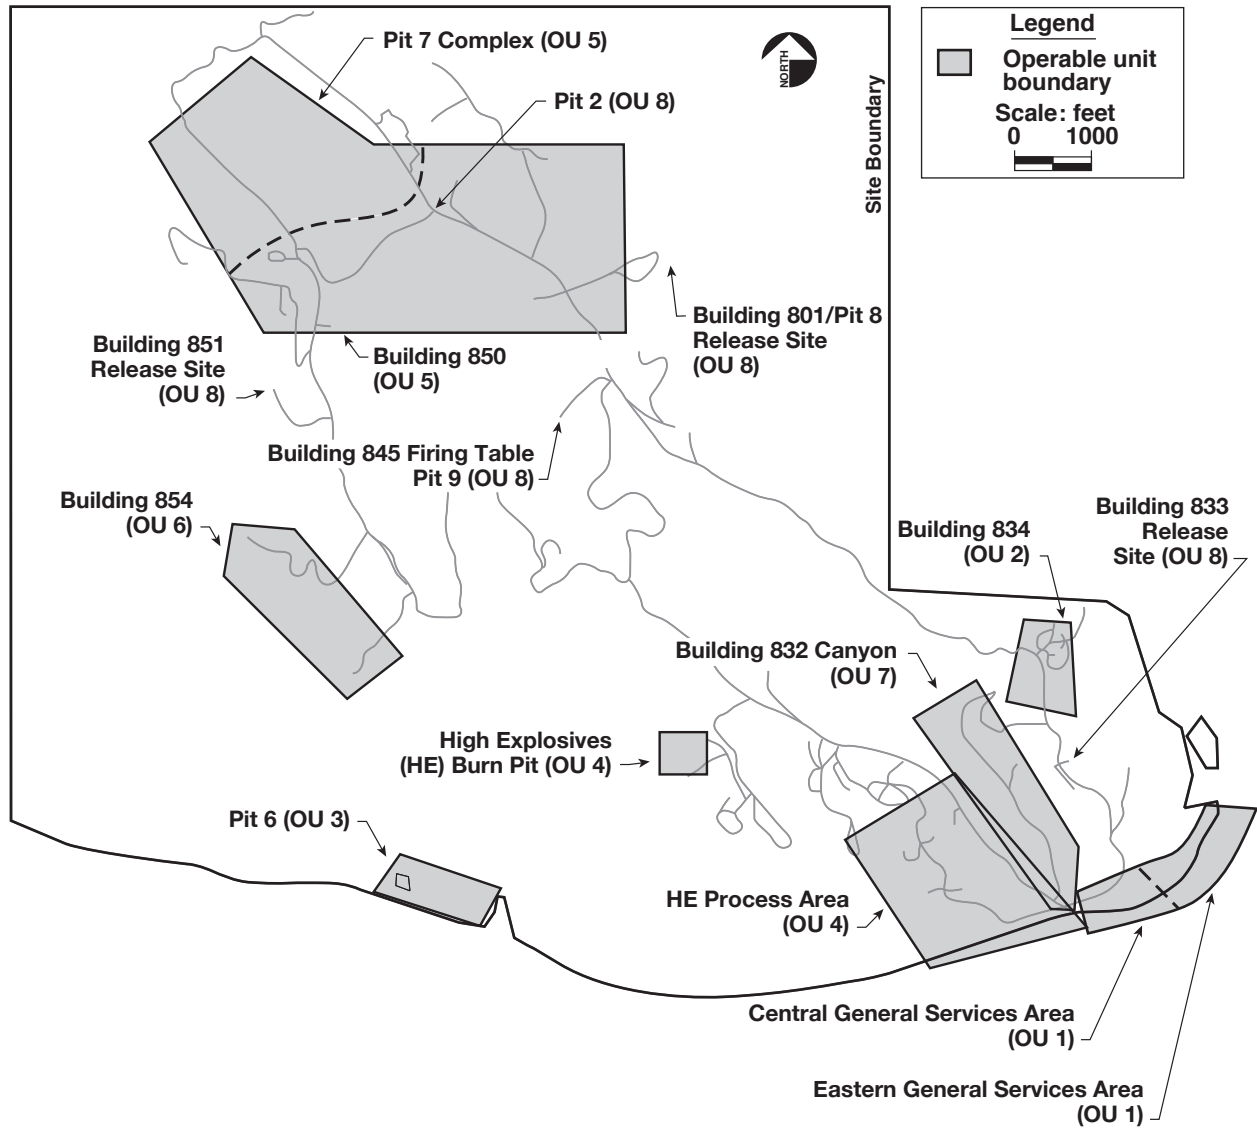 Pit 7 Complex (OU 5)
Pit 2 (OU 8)
NORTH
Site Boundary
Legend
Operable unit
boundary
Scale: feet
0 1000
Building 801/Pit 8
Release Site
(OU 8)
Building 851
Release Site
(OU 8)
Building 850
(OU 5)
Building 845 Firing Table
Pit 9 (OU 8)
Building 854
(OU 6)
Building 834
(OU 2)
Building 833
Release
Site (OU 8)
Building 832 Canyon
(OU 7)
High Explosives
(HE) Burn Pit (OU 4)
Pit 6 (OU 3)
HE Process Area
(OU 4)
Central General Services Area
(OU 1)
Eastern General Services Area
(OU 1)